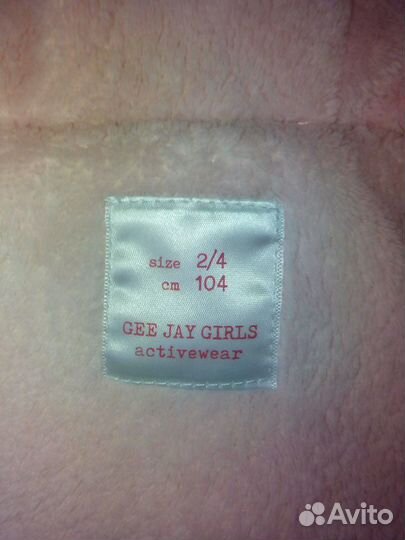 size 2/4
cm 104
GEE JAY GIRLS
activewear
Avito